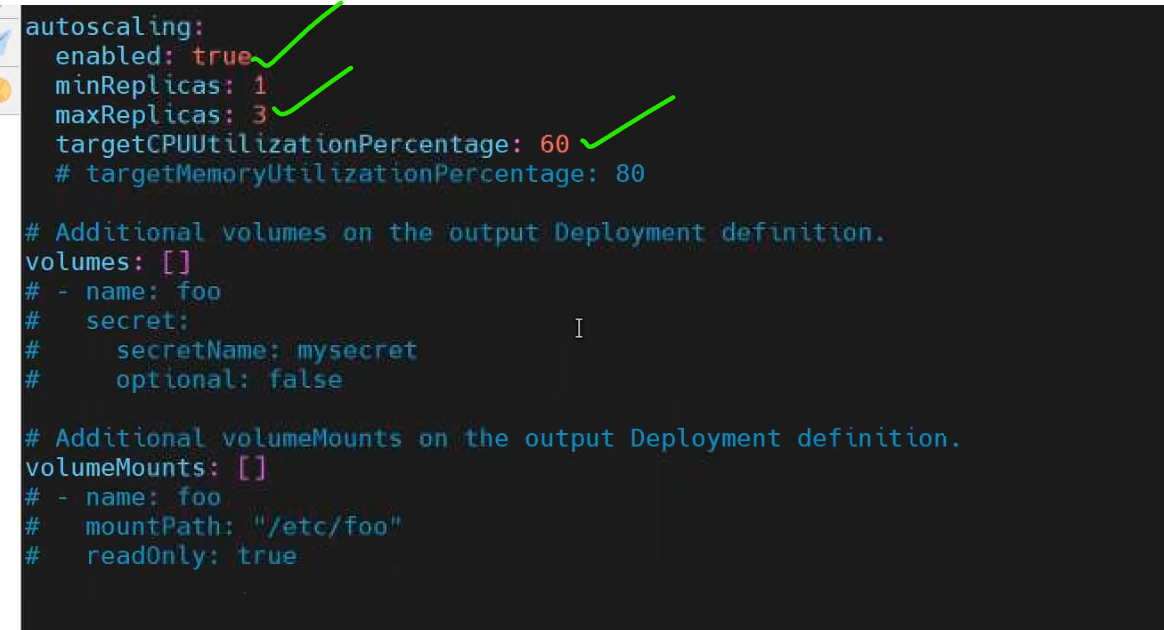 autoscaling:
  enabled: true
  minReplicas: 1
  maxReplicas: 3
  targetCPUUtilizationPercentage: 60
  # targetMemoryUtilizationPercentage: 80

# Additional volumes on the output Deployment definition.
volumes: []
# - name: foo
#   secret:
#     secretName: mysecret
#     optional: false

# Additional volumeMounts on the output Deployment definition.
volumeMounts: []
# - name: foo
#   mountPath: "/etc/foo"
#   readOnly: true